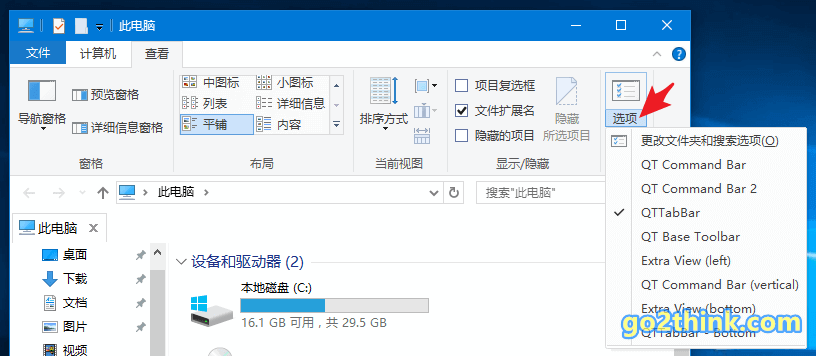 此电脑
文件 计算机 查看
导航窗格
预览窗格
详细信息窗格
窗格
中图标 小图标
列表 详细信息
平铺 内容
布局
排序方式
当前视图
项目复选框
文件扩展名
隐藏的项目
隐藏
所选项目
显示/隐藏
选项
更改文件夹和搜索选项(O)
QT Command Bar
QT Command Bar 2
QTTabBar
QT Base Toolbar
Extra View (left)
QT Command Bar (vertical)
Extra View (bottom)
QTTabBar - Bottom
go2think.com
此电脑
搜索"此电脑"
此电脑
桌面
下载
文档
图片
视频
设备和驱动器 (2)
本地磁盘 (C:)
16.1 GB 可用，共 29.5 GB